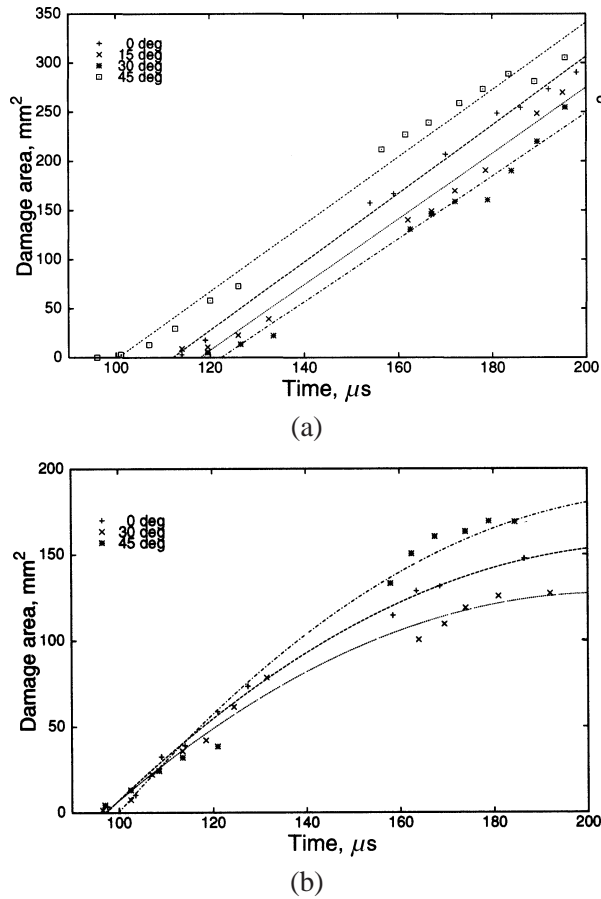 350
300
250
200
150
100
50
0
Damage area, mm²
+ 0 deg
× 15 deg
30 deg
45 deg
100 120 140 160 180 200
Time, μs
(a)
200
150
100
50
0
Damage area, mm²
+ 0 deg
× 30 deg
45 deg
100 120 140 160 180 200
Time, μs
(b)